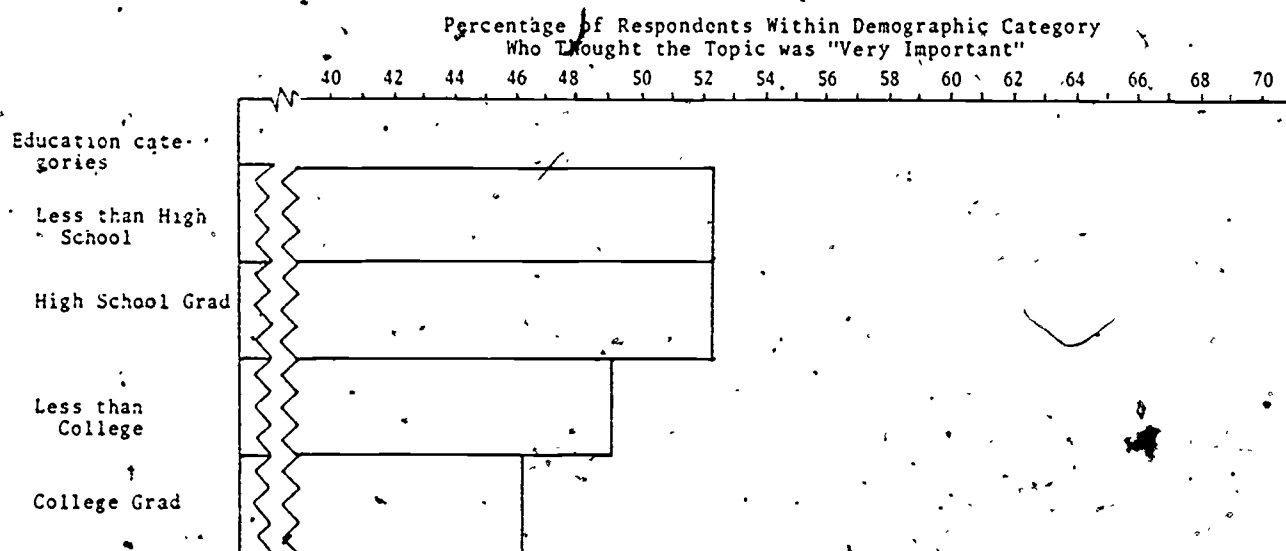 Percentage of Respondents Within Demographic Category
Who Thought the Topic was "Very Important"
40 42 44 46 48 50 52 54 56 58 60 62 64 66 68 70
Education cate-
gories
Less than High
School
High School Grad
Less than
College
College Grad